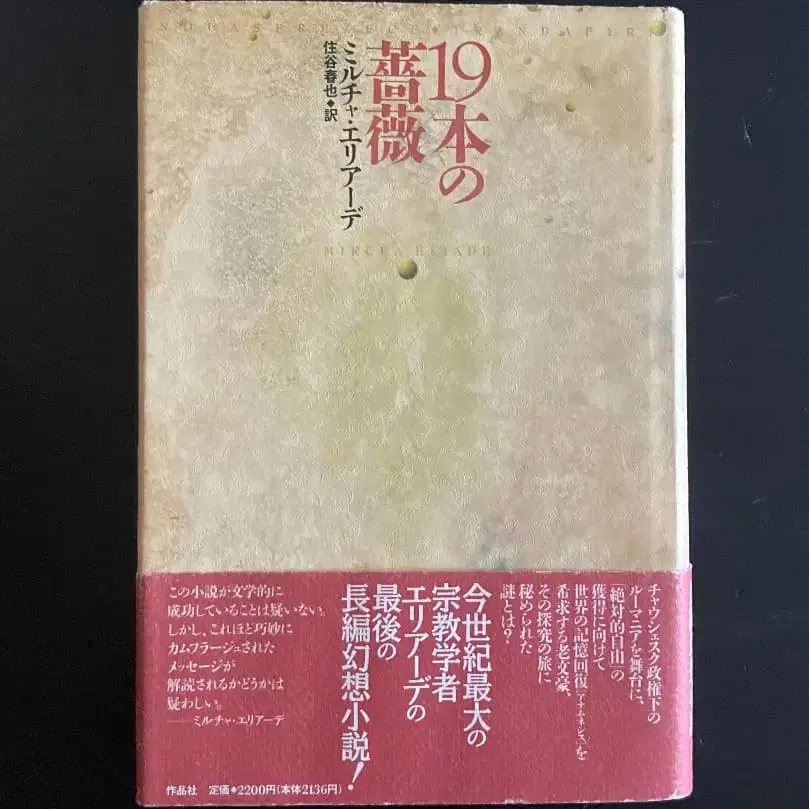 NOUASPREZECE TRANDAFIRI
19本の
薔薇
ミルチャ・エリアーデ
住谷春也◆訳
MIRCEA ELIADE
チャウシェスク政権下の
ルーマニアを舞台に、
「絶対的自由」の
獲得に向けて
世界の記憶回復「アナムネーシス」を
希求する老文豪、
その探究の旅に
秘められた
謎とは?
今世紀最大の
宗教学者
エリアーデの
最後の
長編幻想小説!
この小説が文学的に
成功していることは疑いない。
しかし、これほど巧妙に
カムフラージュされた
メッセージが
解読されるかどうかは
疑わしい。
――ミルチャ・エリアーデ
作品社 定価◆2200円(本体2136円)